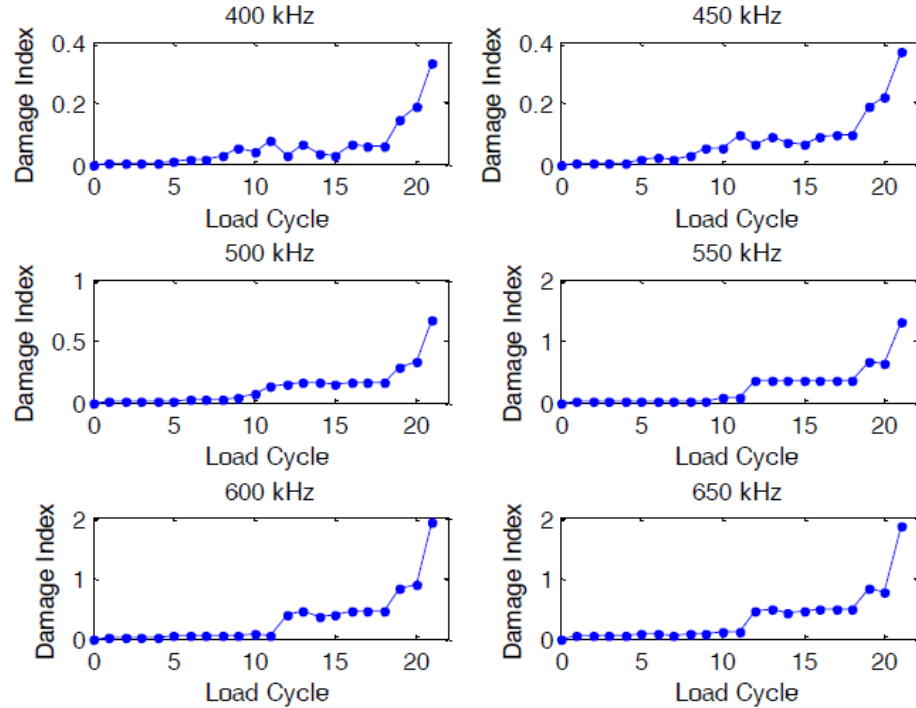 400 kHz
Damage Index
0.4
0.2
0
0 5 10 15 20
Load Cycle
450 kHz
Damage Index
0.4
0.2
0
0 5 10 15 20
Load Cycle
500 kHz
Damage Index
1
0.5
0
0 5 10 15 20
Load Cycle
550 kHz
Damage Index
2
1
0
0 5 10 15 20
Load Cycle
600 kHz
Damage Index
2
1
0
0 5 10 15 20
Load Cycle
650 kHz
Damage Index
2
1
0
0 5 10 15 20
Load Cycle